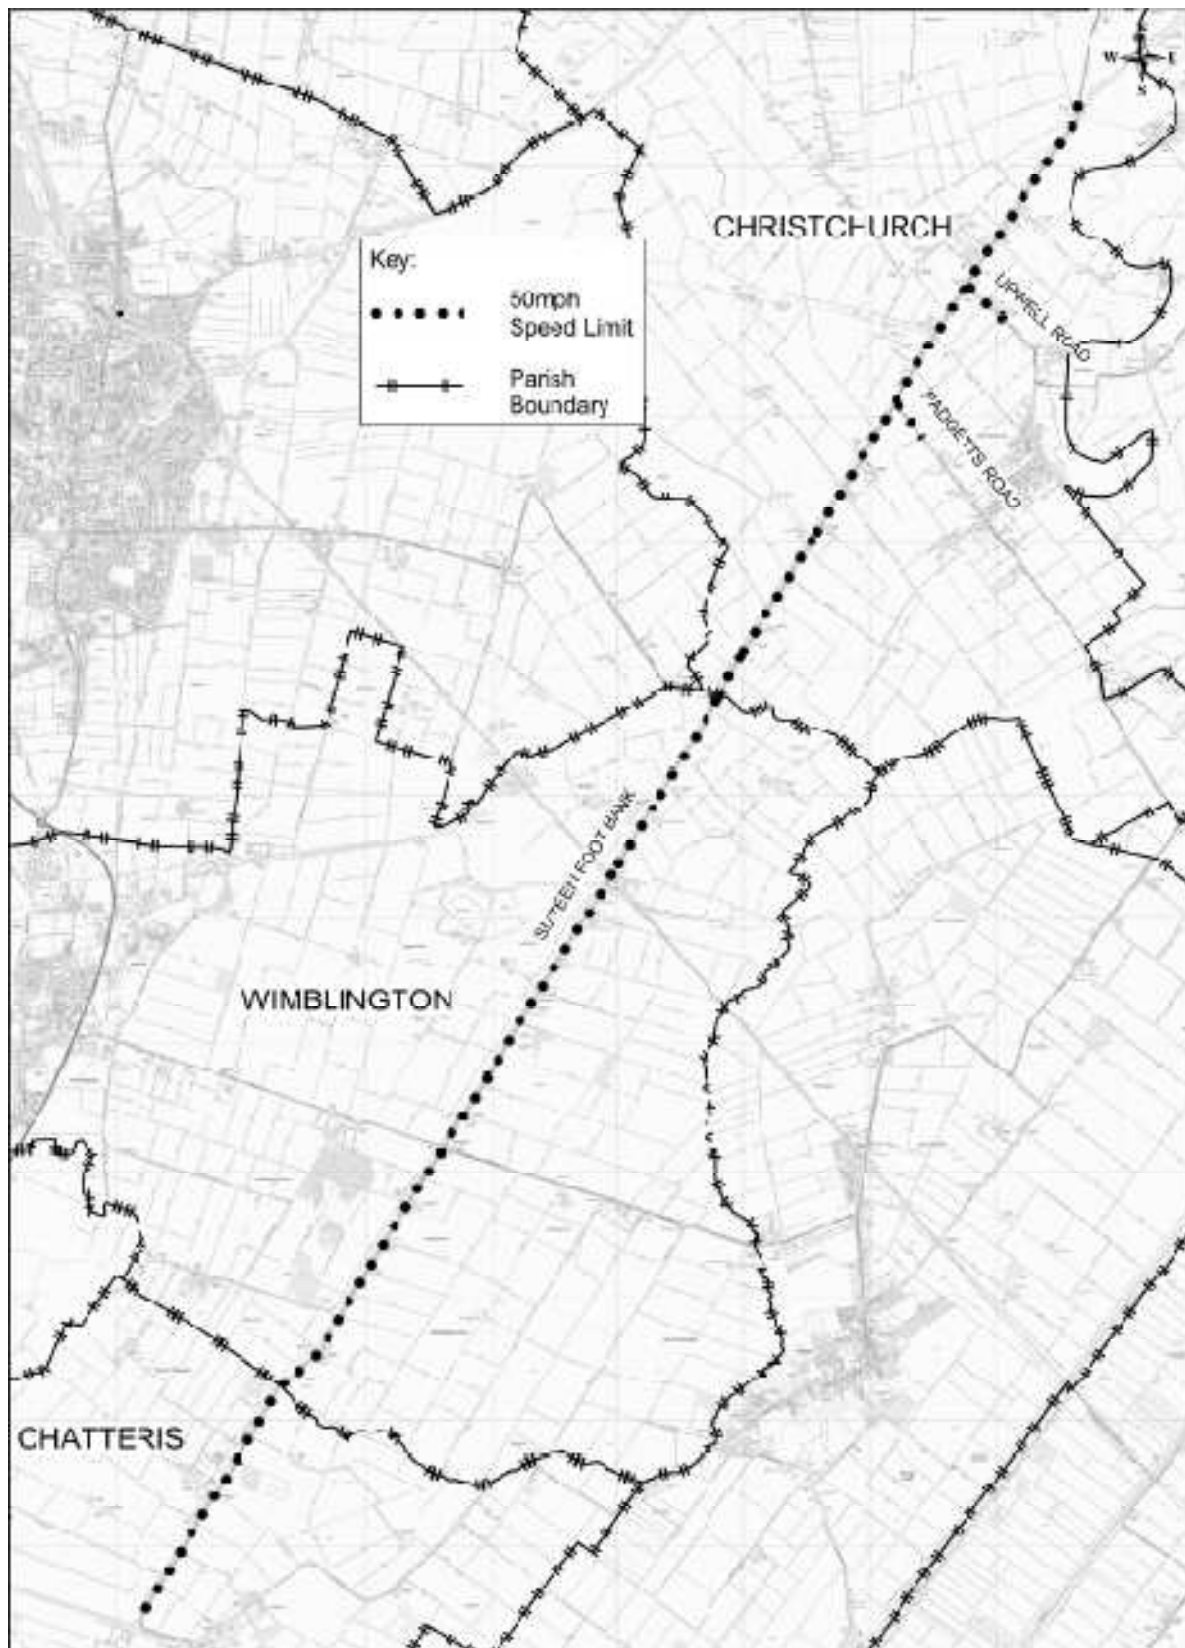 W E
S
CHRISTCHURCH
Key:
50mph
Speed Limit
Parish
Boundary
UPWELL ROAD
PADGETTS ROAD
SIXTEEN FOOT BANK
WIMBLINGTON
CHATTERIS